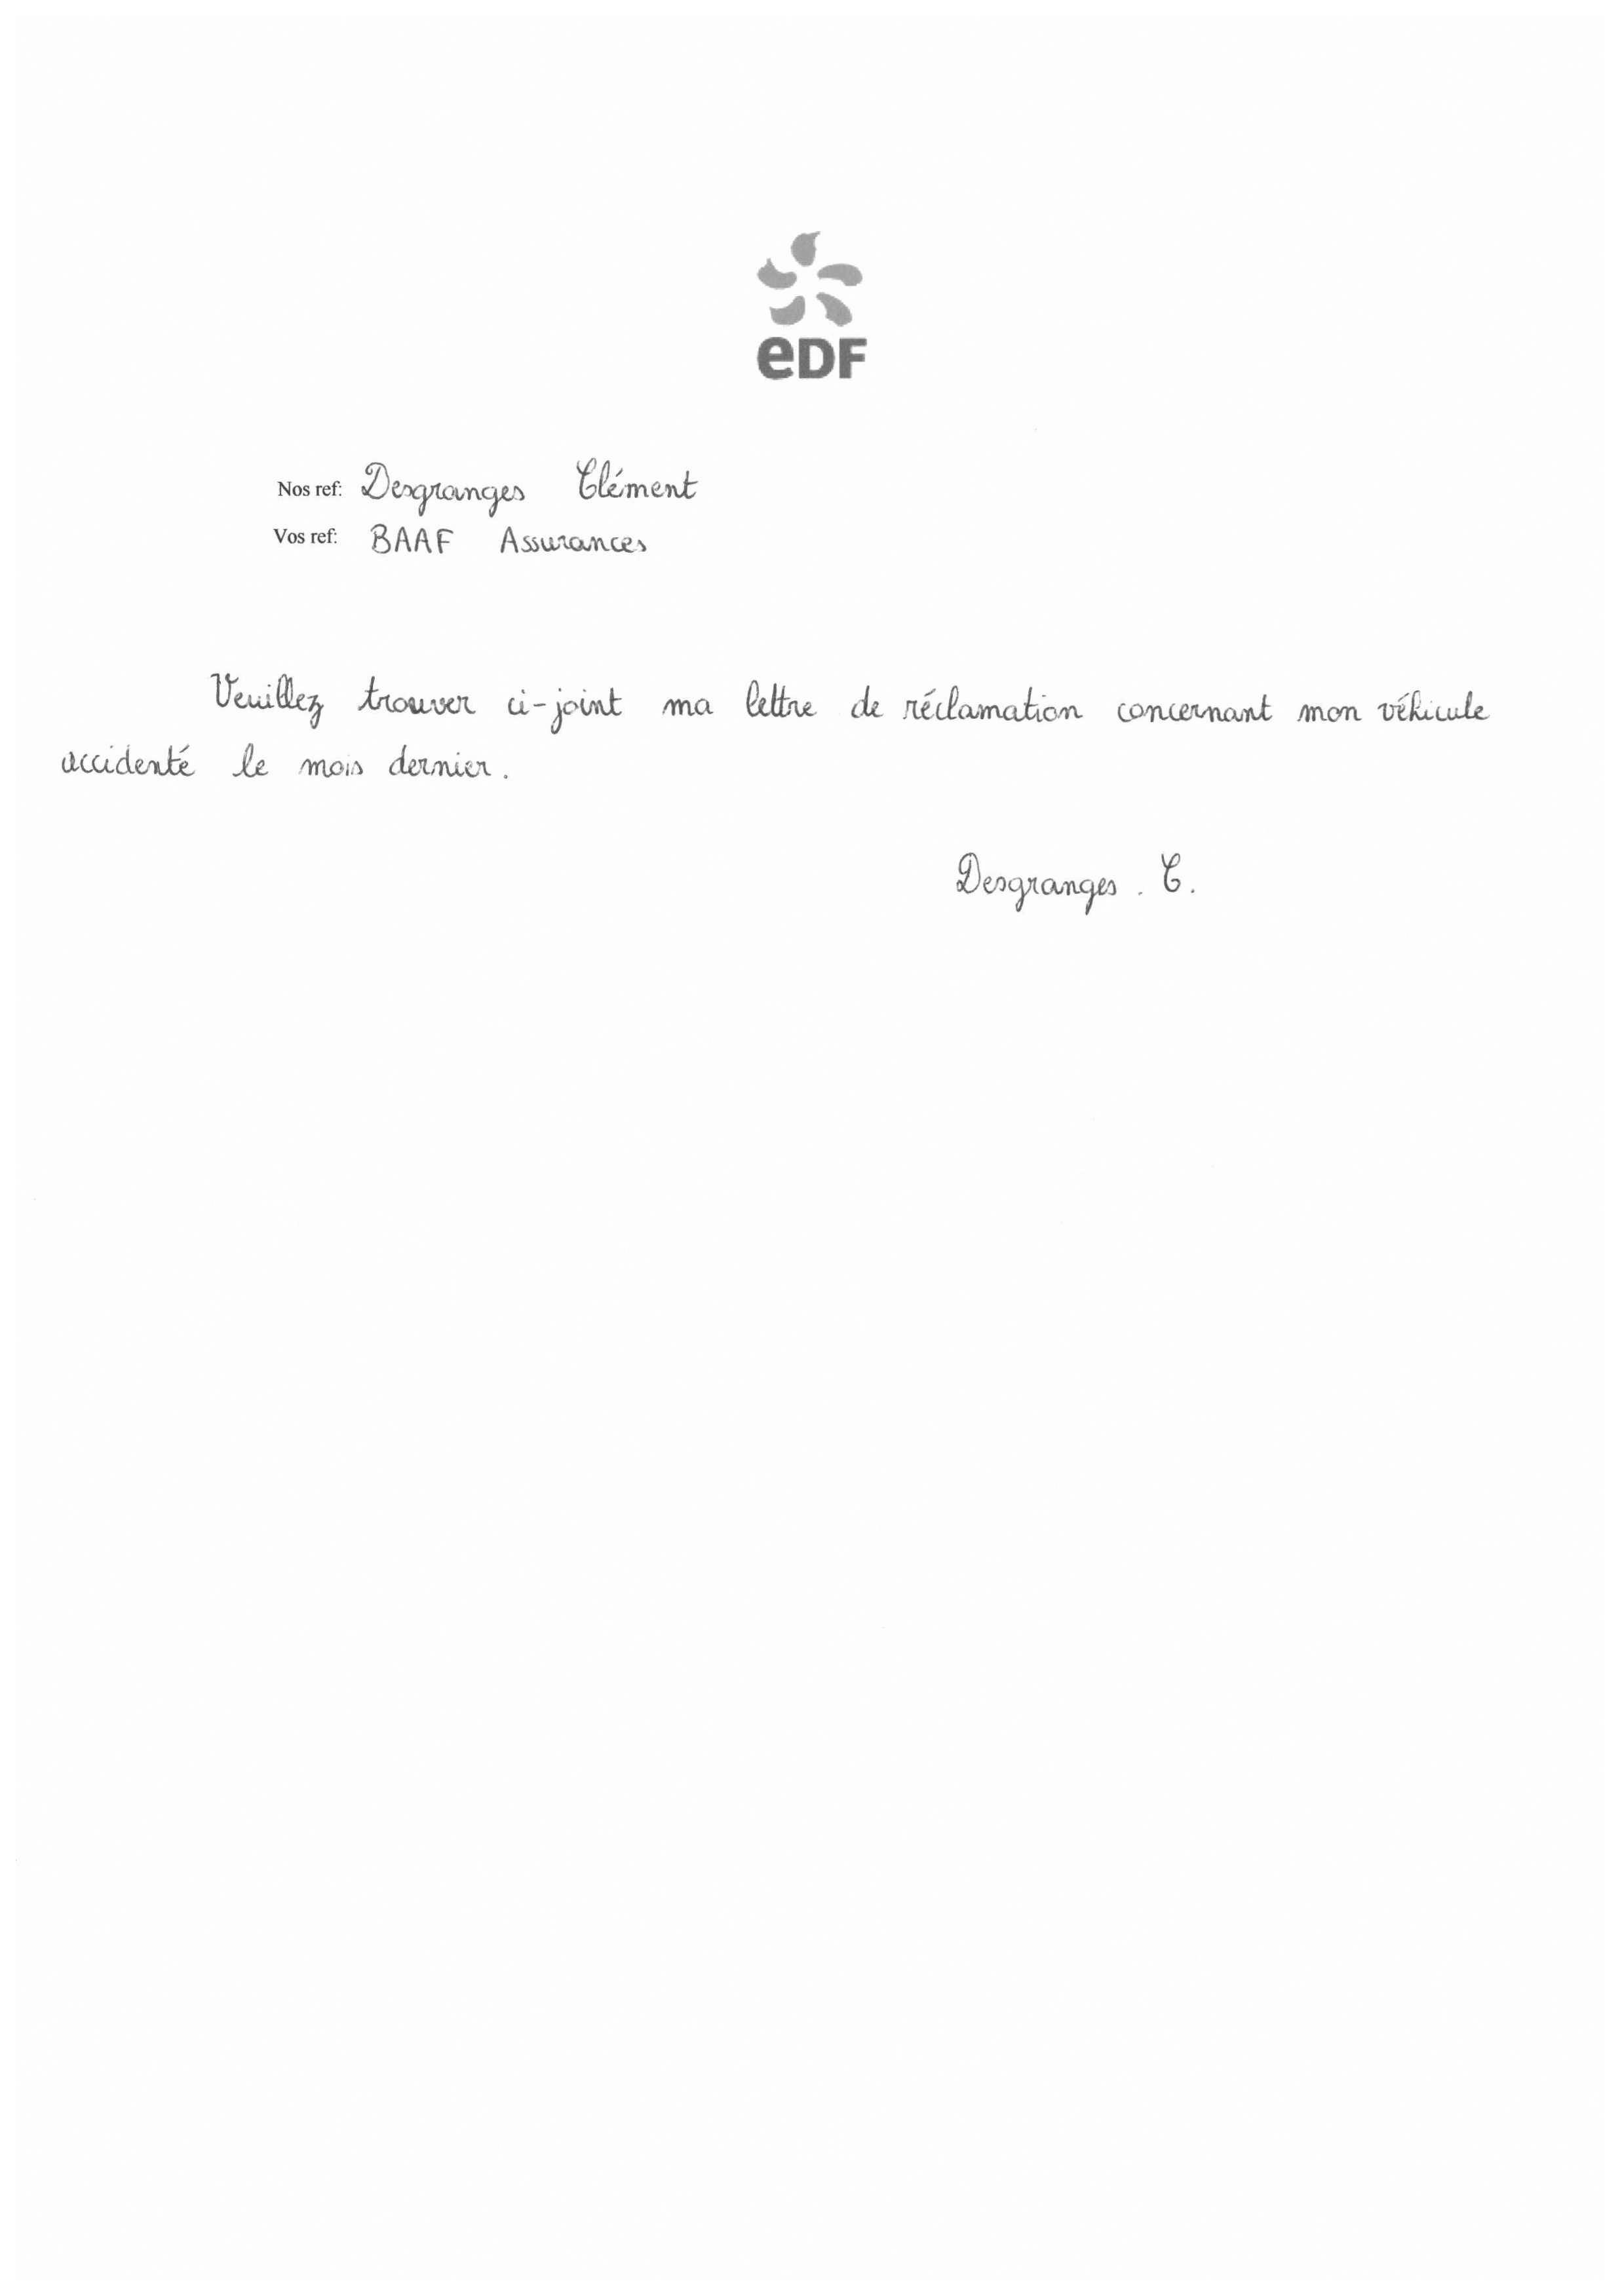 eDF
Nos ref: Desgranges Clément
Vos ref: BAAF Assurances
Veuillez trouver ci-joint ma lettre de réclamation concernant mon véhicule
accidenté le mois dernier.
Desgranges . C.